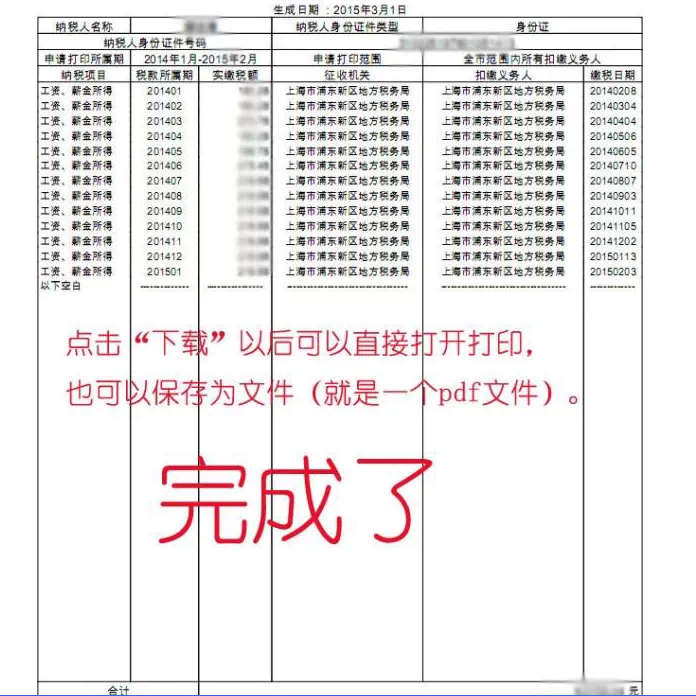 生成日期：2015年3月1日
纳税人名称 纳税人身份证件类型 身份证
纳税人身份证件号码
申请打印所属期 2014年1月-2015年2月 申请打印范围 全市范围内所有扣缴义务人
纳税项目 税款所属期 实缴税额 征收机关 扣缴义务人 缴税日期
工资、薪金所得 201401 上海市浦东新区地方税务局 上海市浦东新区地方税务局 20140208
工资、薪金所得 201402 上海市浦东新区地方税务局 上海市浦东新区地方税务局 20140304
工资、薪金所得 201403 上海市浦东新区地方税务局 上海市浦东新区地方税务局 20140404
工资、薪金所得 201404 上海市浦东新区地方税务局 上海市浦东新区地方税务局 20140506
工资、薪金所得 201405 上海市浦东新区地方税务局 上海市浦东新区地方税务局 20140605
工资、薪金所得 201406 上海市浦东新区地方税务局 上海市浦东新区地方税务局 20140710
工资、薪金所得 201407 上海市浦东新区地方税务局 上海市浦东新区地方税务局 20140807
工资、薪金所得 201408 上海市浦东新区地方税务局 上海市浦东新区地方税务局 20140903
工资、薪金所得 201409 上海市浦东新区地方税务局 上海市浦东新区地方税务局 20141011
工资、薪金所得 201410 上海市浦东新区地方税务局 上海市浦东新区地方税务局 20141105
工资、薪金所得 201411 上海市浦东新区地方税务局 上海市浦东新区地方税务局 20141202
工资、薪金所得 201412 上海市浦东新区地方税务局 上海市浦东新区地方税务局 20150113
工资、薪金所得 201501 上海市浦东新区地方税务局 上海市浦东新区地方税务局 20150203
以下空白 --------------- --------------- --------------- --------------- ---------------
点击“下载”以后可以直接打开打印，
也可以保存为文件（就是一个pdf文件）。
完成了
合计 元